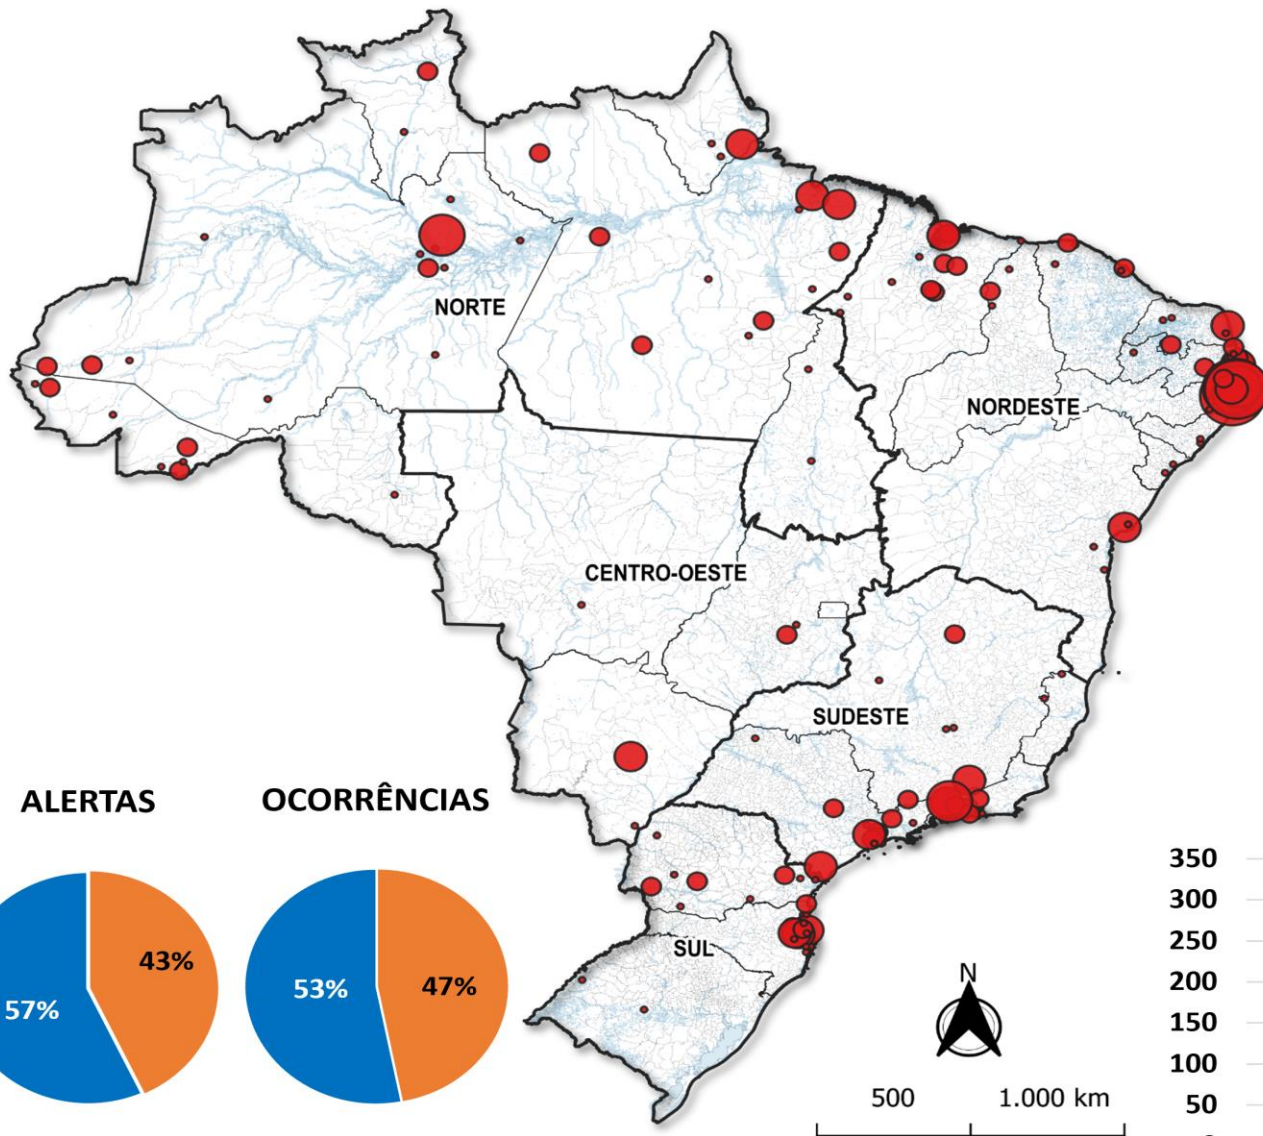 NORTE
NORDESTE
CENTRO-OESTE
SUDESTE
SUL
ALERTAS
OCORRÊNCIAS
43%
57%
53%
47%
N
500
1.000 km
350
300
250
200
150
100
50